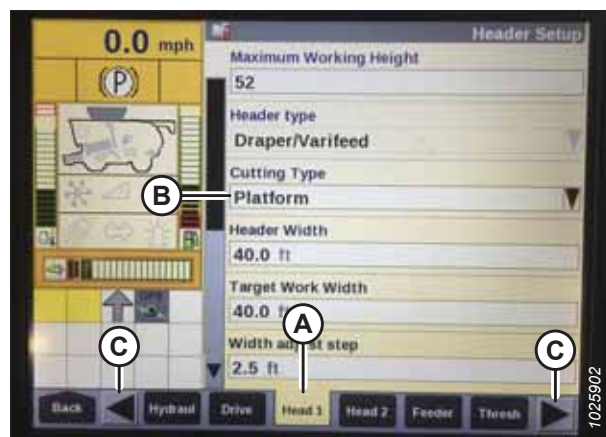 0.0 mph
(P)
Header Setup
Maximum Working Height
52
Header type
Draper/Varifeed
Cutting Type
B
Platform
Header Width
40.0 ft
Target Work Width
40.0 ft
A
Width adjust step
C
C
2.5 ft
Back
Hydraul
Drive
Head 1
Head 2
Feeder
Thresh
1025902